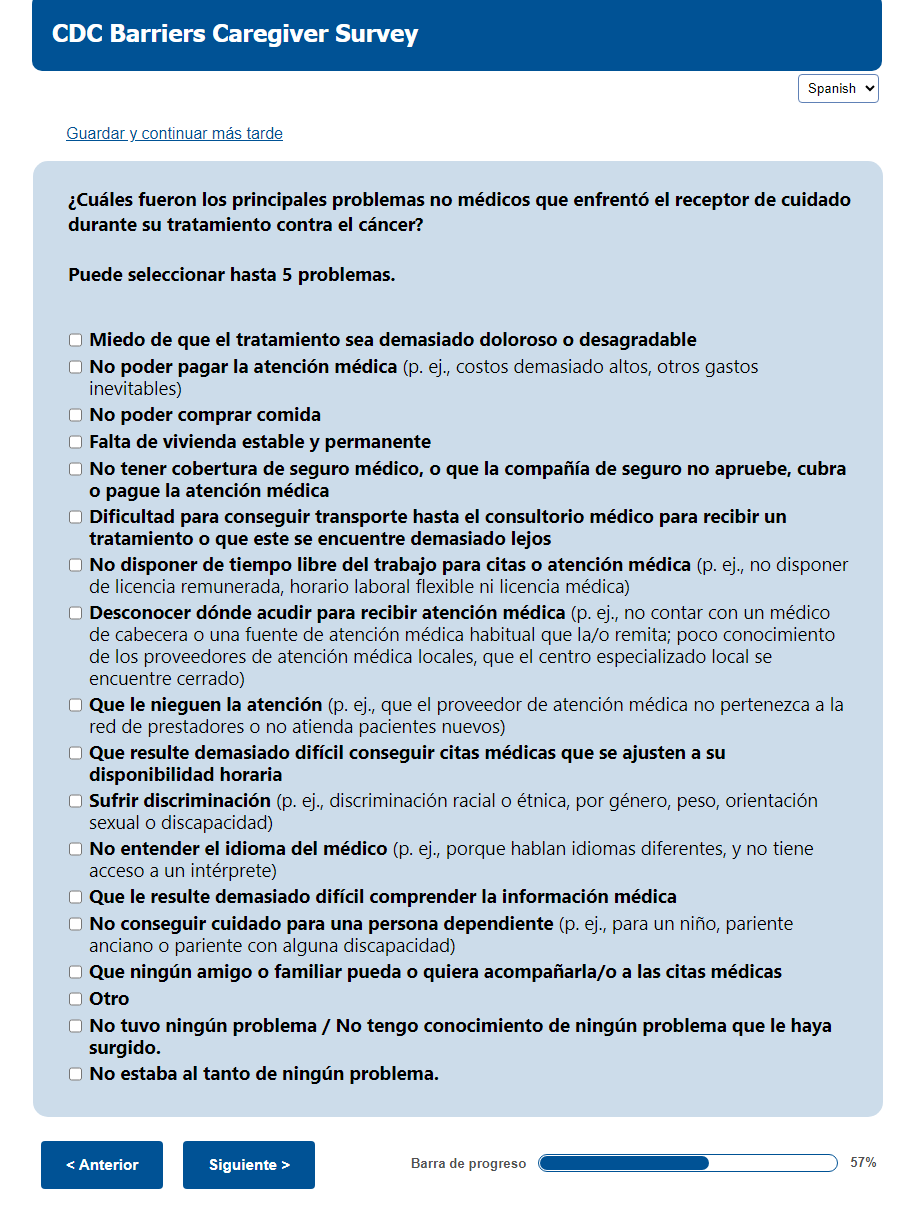 CDC Barriers Caregiver Survey
Spanish
Guardar y continuar más tarde
¿Cuáles fueron los principales problemas no médicos que enfrentó el receptor de cuidado
durante su tratamiento contra el cáncer?
Puede seleccionar hasta 5 problemas.
Miedo de que el tratamiento sea demasiado doloroso o desagradable
No poder pagar la atención médica (p. ej., costos demasiado altos, otros gastos
inevitables)
No poder comprar comida
Falta de vivienda estable y permanente
No tener cobertura de seguro médico, o que la compañía de seguro no apruebe, cubra
o pague la atención médica
Dificultad para conseguir transporte hasta el consultorio médico para recibir un
tratamiento o que este se encuentre demasiado lejos
No disponer de tiempo libre del trabajo para citas o atención médica (p. ej., no disponer
de licencia remunerada, horario laboral flexible ni licencia médica)
Desconocer dónde acudir para recibir atención médica (p. ej., no contar con un médico
de cabecera o una fuente de atención médica habitual que la/o remita; poco conocimiento
de los proveedores de atención médica locales, que el centro especializado local se
encuentre cerrado)
Que le nieguen la atención (p. ej., que el proveedor de atención médica no pertenezca a la
red de prestadores o no atienda pacientes nuevos)
Que resulte demasiado difícil conseguir citas médicas que se ajusten a su
disponibilidad horaria
Sufrir discriminación (p. ej., discriminación racial o étnica, por género, peso, orientación
sexual o discapacidad)
No entender el idioma del médico (p. ej., porque hablan idiomas diferentes, y no tiene
acceso a un intérprete)
Que le resulte demasiado difícil comprender la información médica
No conseguir cuidado para una persona dependiente (p. ej., para un niño, pariente
anciano o pariente con alguna discapacidad)
Que ningún amigo o familiar pueda o quiera acompañarla/o a las citas médicas
Otro
No tuvo ningún problema / No tengo conocimiento de ningún problema que le haya
surgido.
No estaba al tanto de ningún problema.
< Anterior Siguiente > Barra de progreso 57%